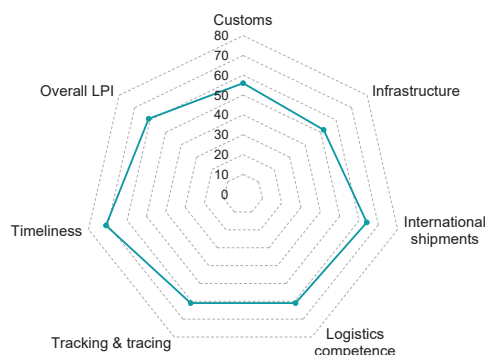 Customs
80
70
60
50
40
30
20
10
0
Infrastructure
International
shipments
Logistics
competence
Tracking & tracing
Timeliness
Overall LPI